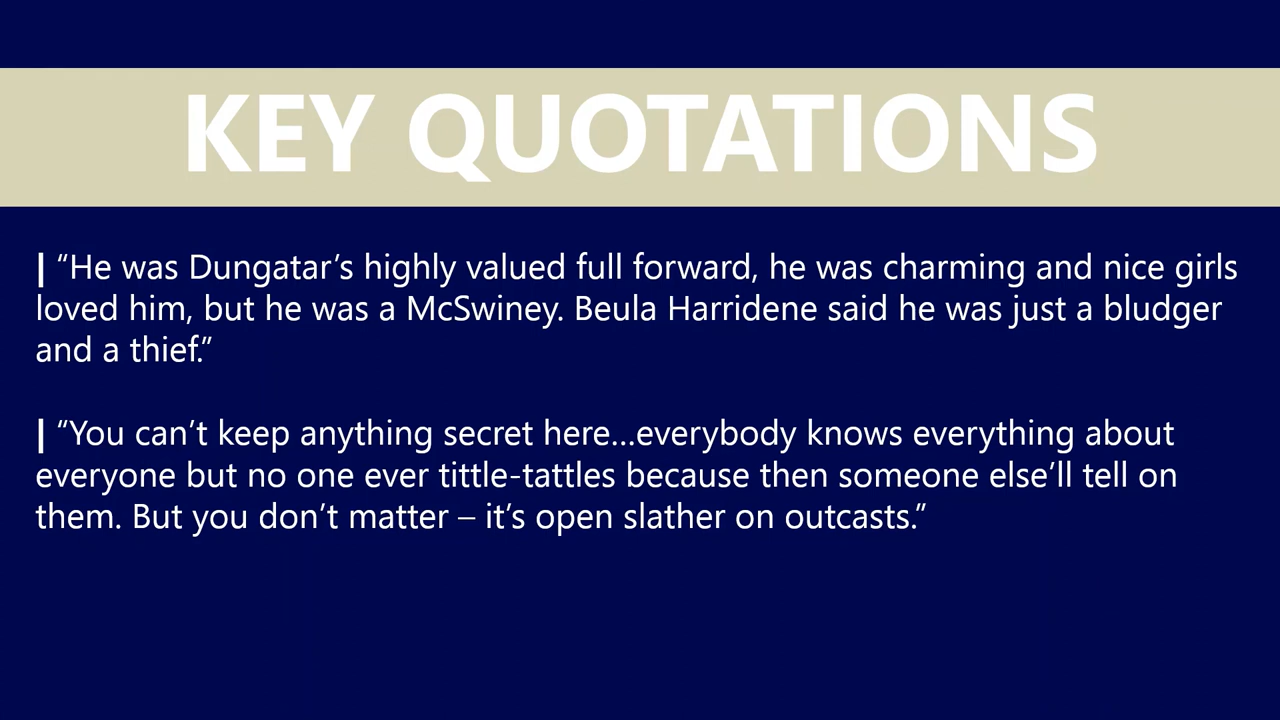 KEY QUOTATIONS
| “He was Dungatar’s highly valued full forward, he was charming and nice girls
loved him, but he was a McSwiney. Beula Harridene said he was just a bludger
and a thief.”
| “You can’t keep anything secret here…everybody knows everything about
everyone but no one ever tittle-tattles because then someone else’ll tell on
them. But you don’t matter – it’s open slather on outcasts.”